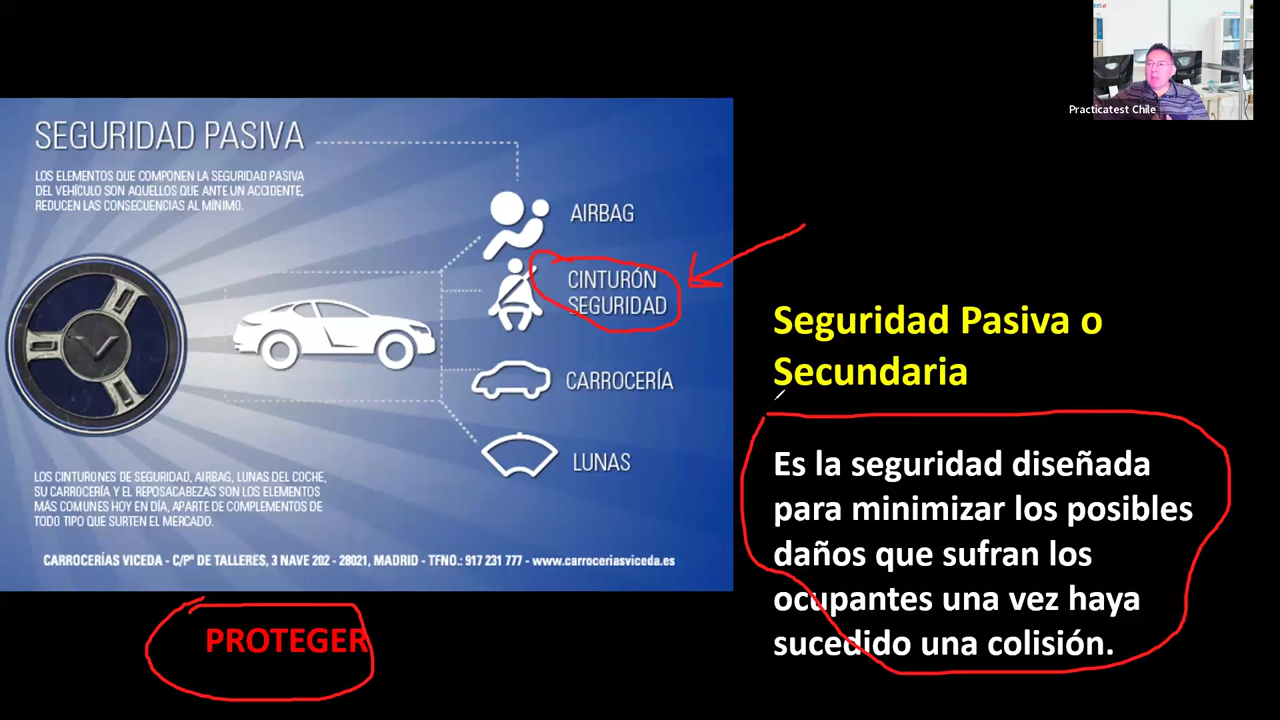 Practicatest Chile
SEGURIDAD PASIVA
LOS ELEMENTOS QUE COMPONEN LA SEGURIDAD PASIVA
DEL VEHÍCULO SON AQUELLOS QUE ANTE UN ACCIDENTE,
REDUCEN LAS CONSECUENCIAS AL MÍNIMO.
AIRBAG
CINTURÓN
SEGURIDAD
CARROCERÍA
LUNAS
LOS CINTURONES DE SEGURIDAD, AIRBAG, LUNAS DEL COCHE,
SU CARROCERÍA Y EL REPOSACABEZAS SON LOS ELEMENTOS
MÁS COMUNES HOY EN DÍA, APARTE DE COMPLEMENTOS DE
TODO TIPO QUE SURTEN EL MERCADO.
CARROCERÍAS VICEDA - C/Pº DE TALLERES, 3 NAVE 202 - 28021, MADRID - TFNO.: 917 231 777 - www.carroceriasviceda.es
PROTEGER
Seguridad Pasiva o
Secundaria
Es la seguridad diseñada
para minimizar los posibles
daños que sufran los
ocupantes una vez haya
sucedido una colisión.